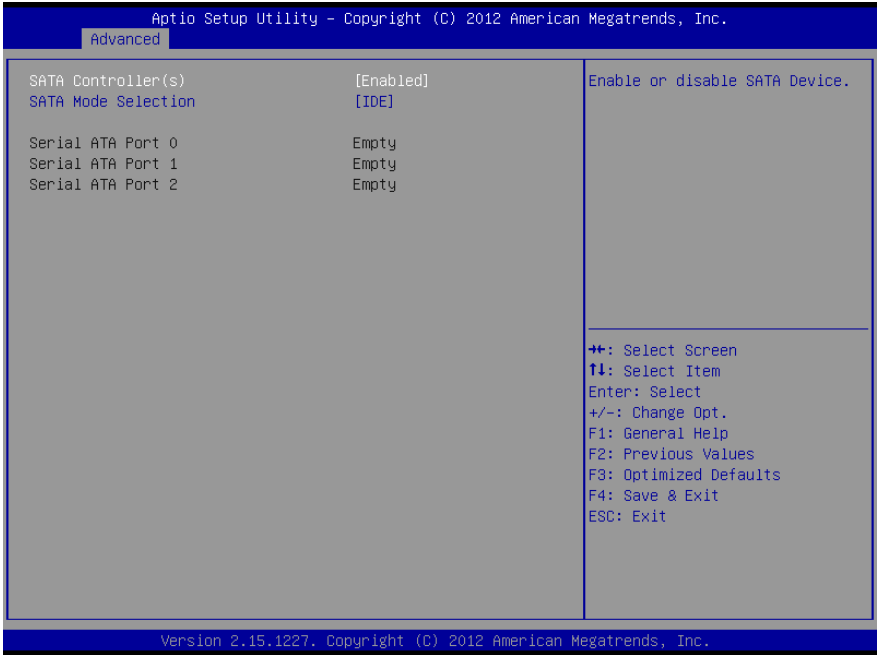 Aptio Setup Utility – Copyright (C) 2012 American Megatrends, Inc.
Advanced
SATA Controller(s) [Enabled]
SATA Mode Selection [IDE]
Serial ATA Port 0 Empty
Serial ATA Port 1 Empty
Serial ATA Port 2 Empty
Enable or disable SATA Device.
→←: Select Screen
↑↓: Select Item
Enter: Select
+/-: Change Opt.
F1: General Help
F2: Previous Values
F3: Optimized Defaults
F4: Save & Exit
ESC: Exit
Version 2.15.1227. Copyright (C) 2012 American Megatrends, Inc.